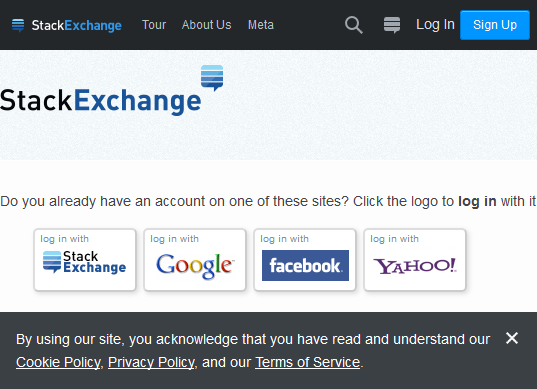 StackExchange Tour About Us Meta Log In Sign Up
StackExchange
Do you already have an account on one of these sites? Click the logo to log in with it
log in with log in with log in with log in with
Stack Exchange Google facebook YAHOO!
By using our site, you acknowledge that you have read and understand our
Cookie Policy, Privacy Policy, and our Terms of Service.